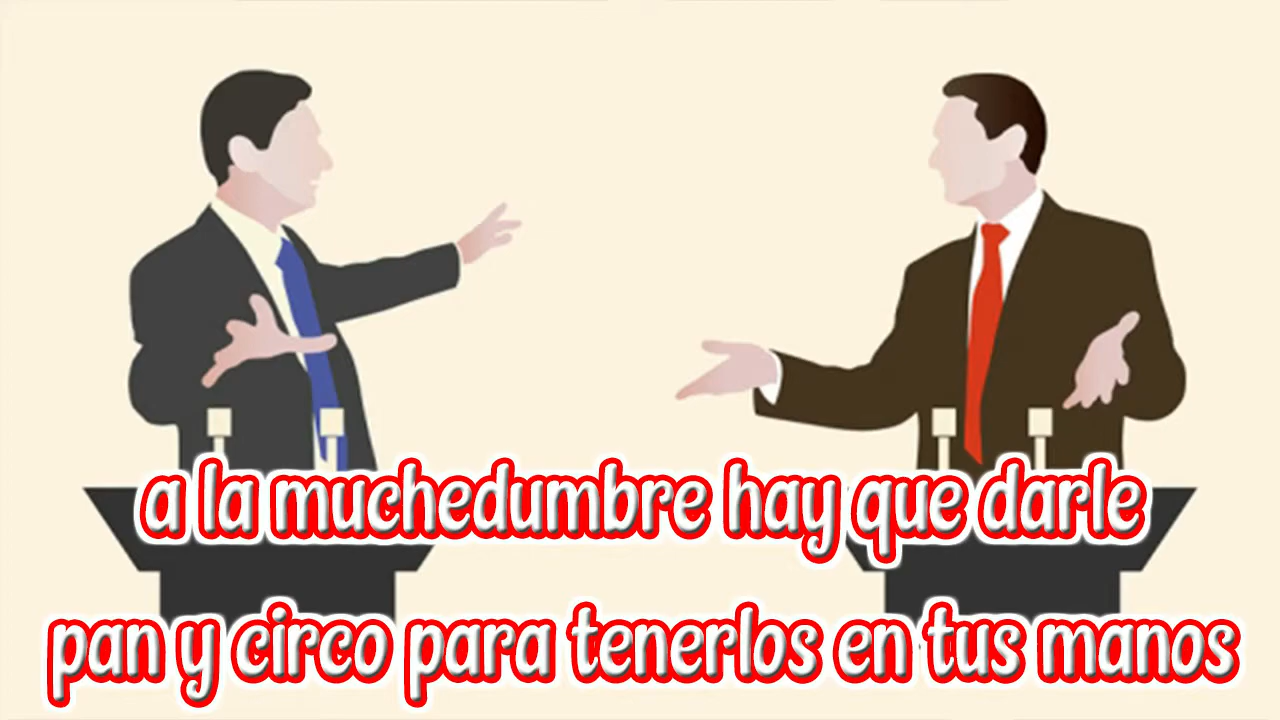 a la muchedumbre hay que darle
pan y circo para tenerlos en tus manos